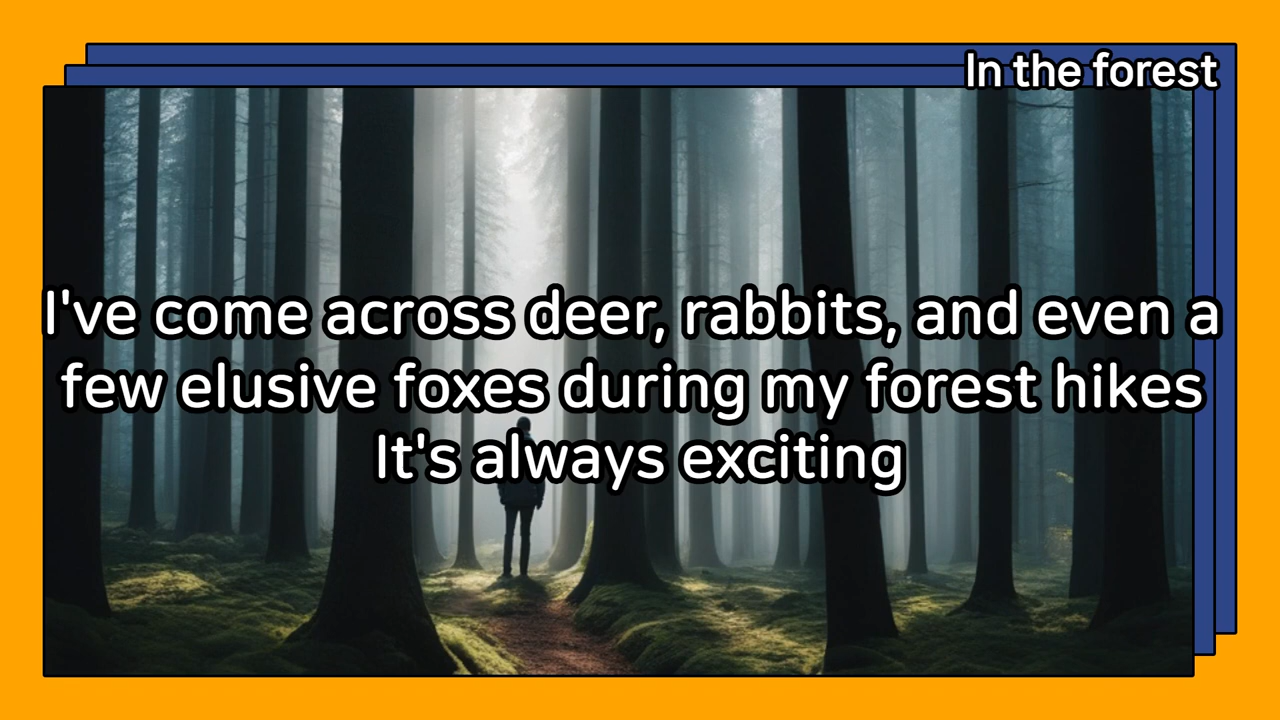 In the forest
I've come across deer, rabbits, and even a
few elusive foxes during my forest hikes
It's always exciting